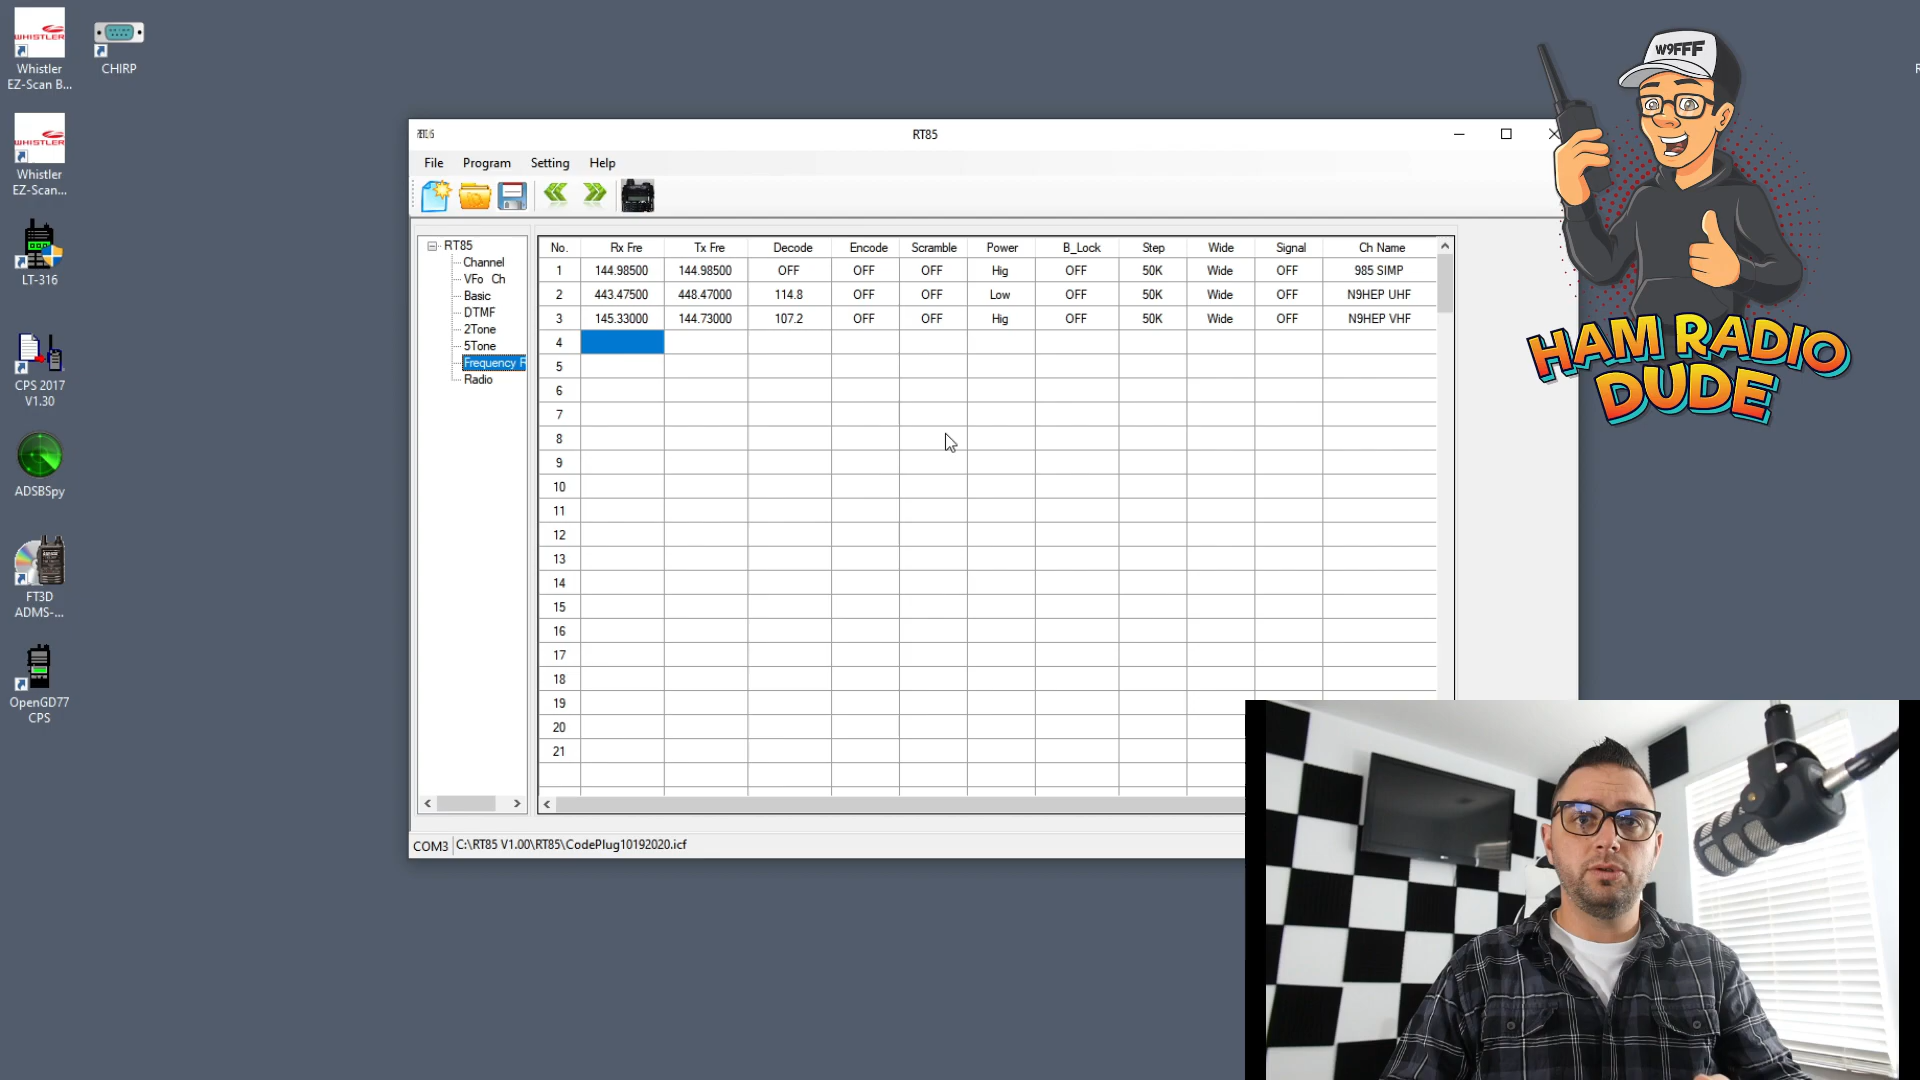 WHISTLER
Whistler
EZ-Scan B...
CHIRP
WHISTLER
Whistler
EZ-Scan...
LT-316
CPS 2017
V1.30
ADSBSpy
FT3D
ADMS-...
OpenGD77
CPS
RT85
File Program Setting Help
RT85
Channel
VFo Ch
Basic
DTMF
2Tone
5Tone
Frequency R
Radio
No. Rx Fre Tx Fre Decode Encode Scramble Power B_Lock Step Wide Signal Ch Name
1 144.98500 144.98500 OFF OFF OFF Hig OFF 50K Wide OFF 985 SIMP
2 443.47500 448.47000 114.8 OFF OFF Low OFF 50K Wide OFF N9HEP UHF
3 145.33000 144.73000 107.2 OFF OFF Hig OFF 50K Wide OFF N9HEP VHF
4
5
6
7
8
9
10
11
12
13
14
15
16
17
18
19
20
21
COM3 C:\RT85 V1.00\RT85\CodePlug10192020.icf
W9FFF
HAM RADIO
DUDE